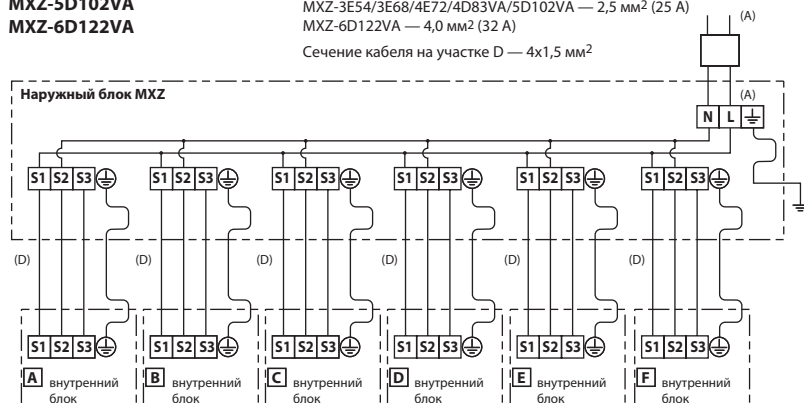 MXZ-5D102VA
MXZ-6D122VA
MXZ-3E54/3E68/4E72/4D83VA/5D102VA — 2,5 мм² (25 А)
MXZ-6D122VA — 4,0 мм² (32 А)
Сечение кабеля на участке D — 4x1,5 мм²
(A)
Наружный блок MXZ
(A)
N L
S1 S2 S3 S1 S2 S3 S1 S2 S3 S1 S2 S3 S1 S2 S3 S1 S2 S3
(D) (D) (D) (D) (D) (D)
S1 S2 S3 S1 S2 S3 S1 S2 S3 S1 S2 S3 S1 S2 S3 S1 S2 S3
A внутренний B внутренний C внутренний D внутренний E внутренний F внутренний
блок блок блок блок блок блок